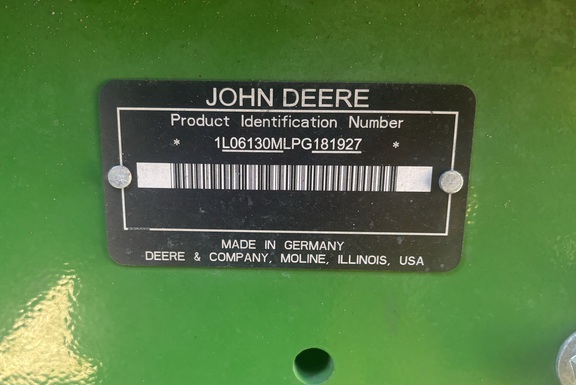 JOHN DEERE
Product Identification Number
* 1L06130MLPG181927 *
MADE IN GERMANY
DEERE & COMPANY, MOLINE, ILLINOIS, USA